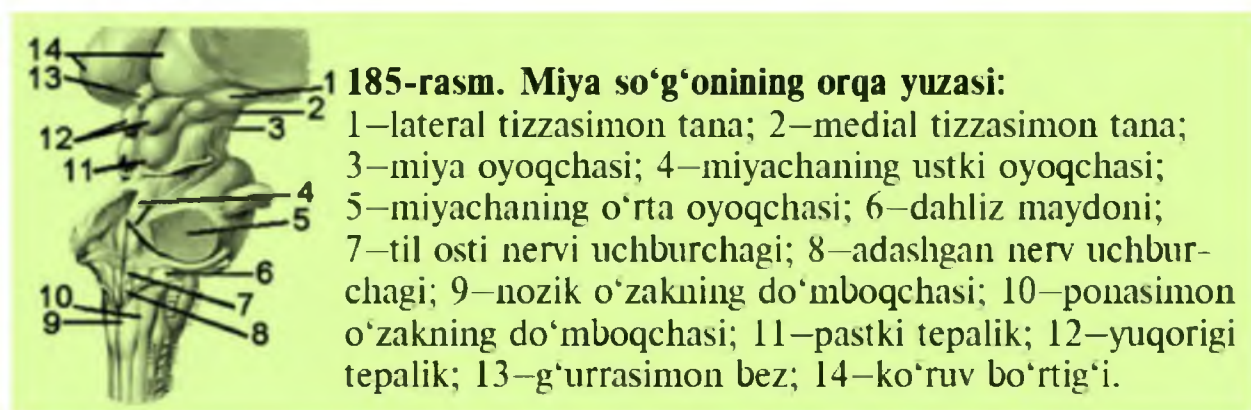 14
13
12
11
10
9
1
2
3
4
5
6
7
8
185-rasm. Miya so‘g‘onining orqa yuzasi:
1—lateral tizzasimon tana; 2—medial tizzasimon tana;
3—miya oyoqchasi; 4—miyachaning ustki oyoqchasi;
5—miyachaning o‘rta oyoqchasi; 6—dahliz maydoni;
7—til osti nervi uchburchagi; 8—adashgan nerv uchbur-
chagi; 9—nozik o‘zakning do‘mboqchasi; 10—ponasimon
o‘zakning do‘mboqchasi; 11—pastki tepalik; 12—yuqorigi
tepalik; 13—g‘urrasimon bez; 14—ko‘ruv bo‘rtig‘i.